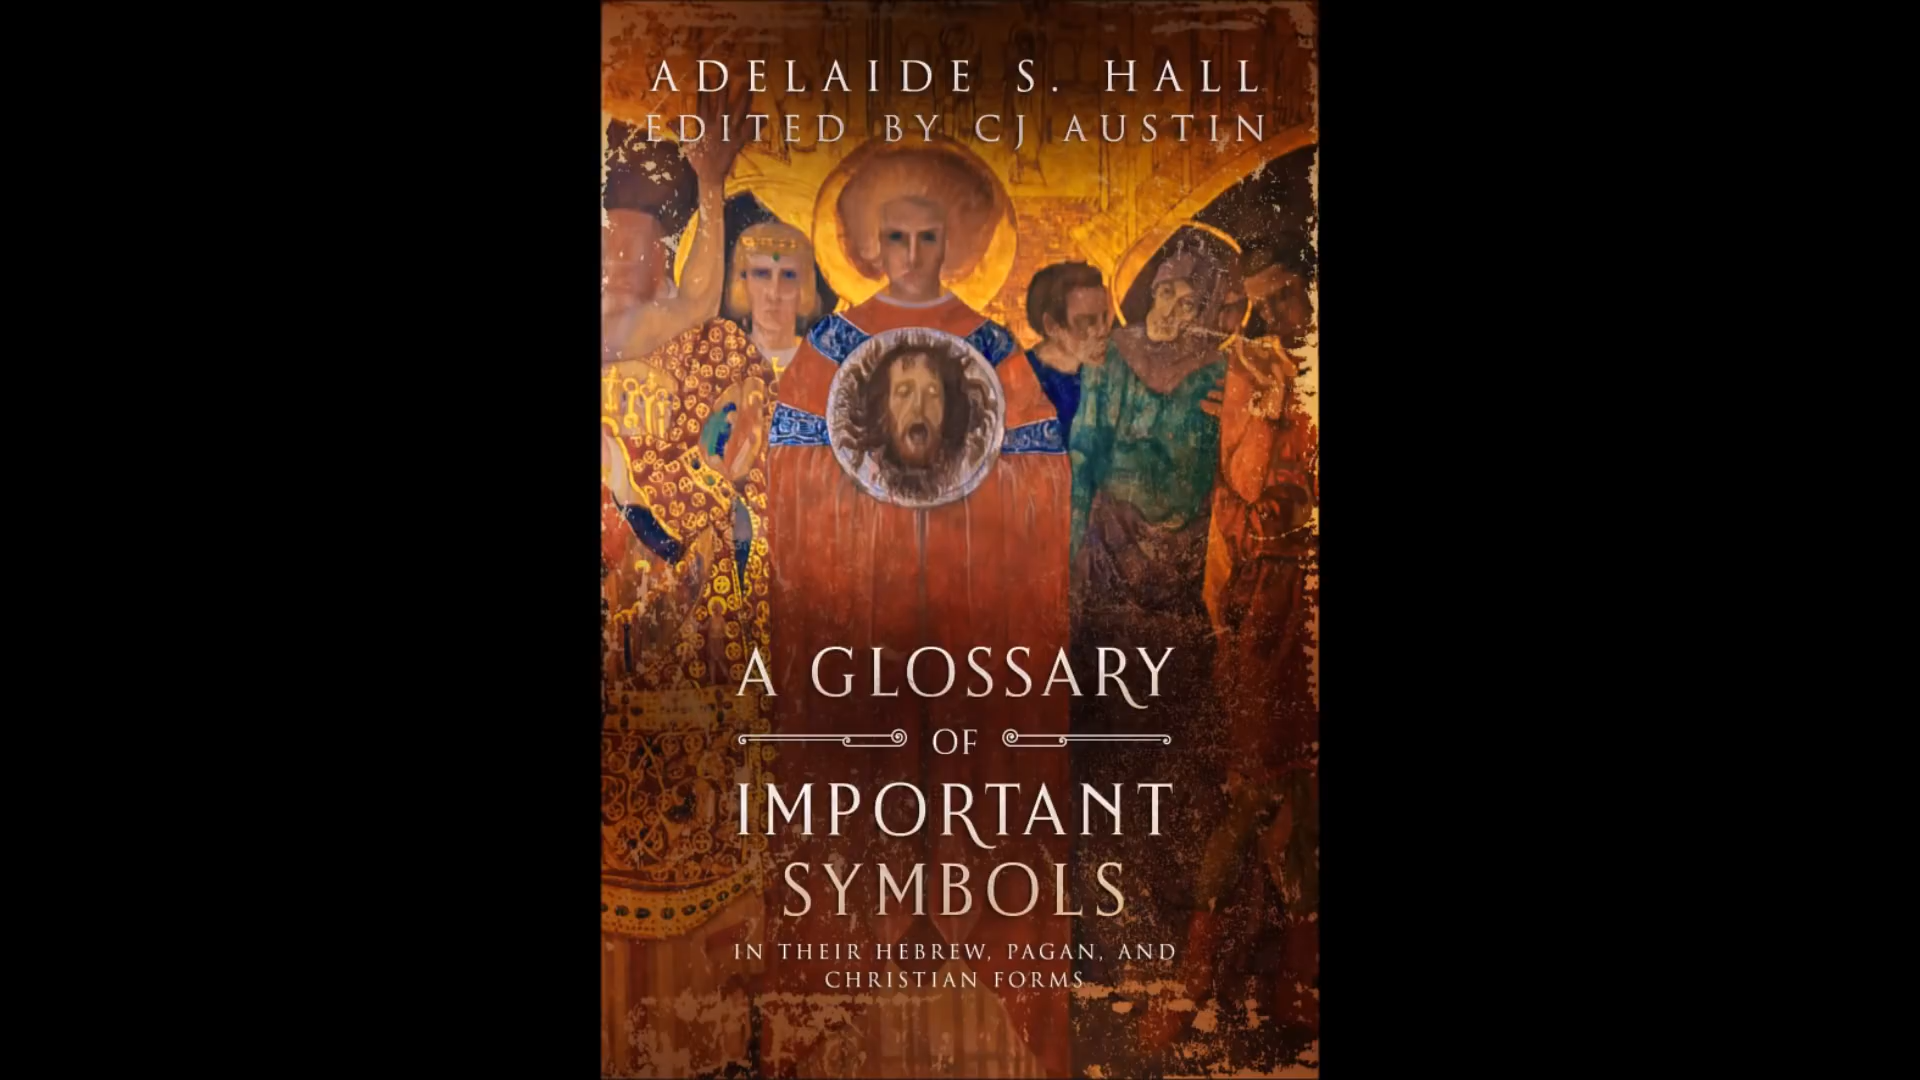 ADELAIDE S. HALL
EDITED BY CJ AUSTIN
A GLOSSARY
OF
IMPORTANT
SYMBOLS
IN THEIR HEBREW, PAGAN, AND
CHRISTIAN FORMS